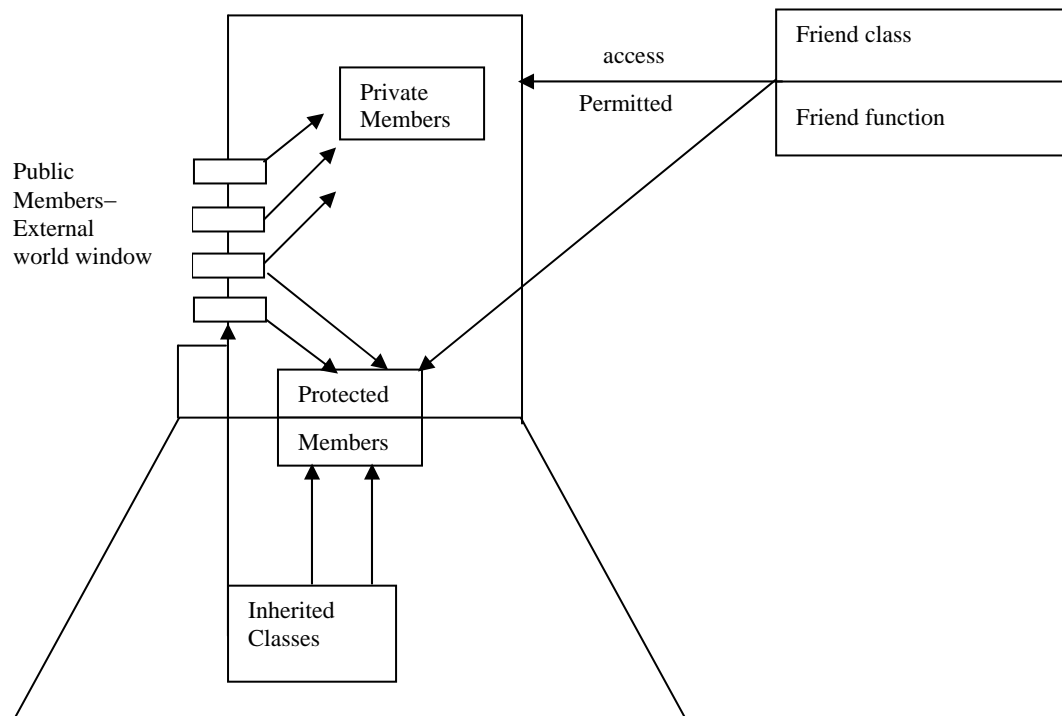 Friend class
access
Private
Members
Permitted
Friend function
Public
Members–
External
world window
Protected
Members
Inherited
Classes